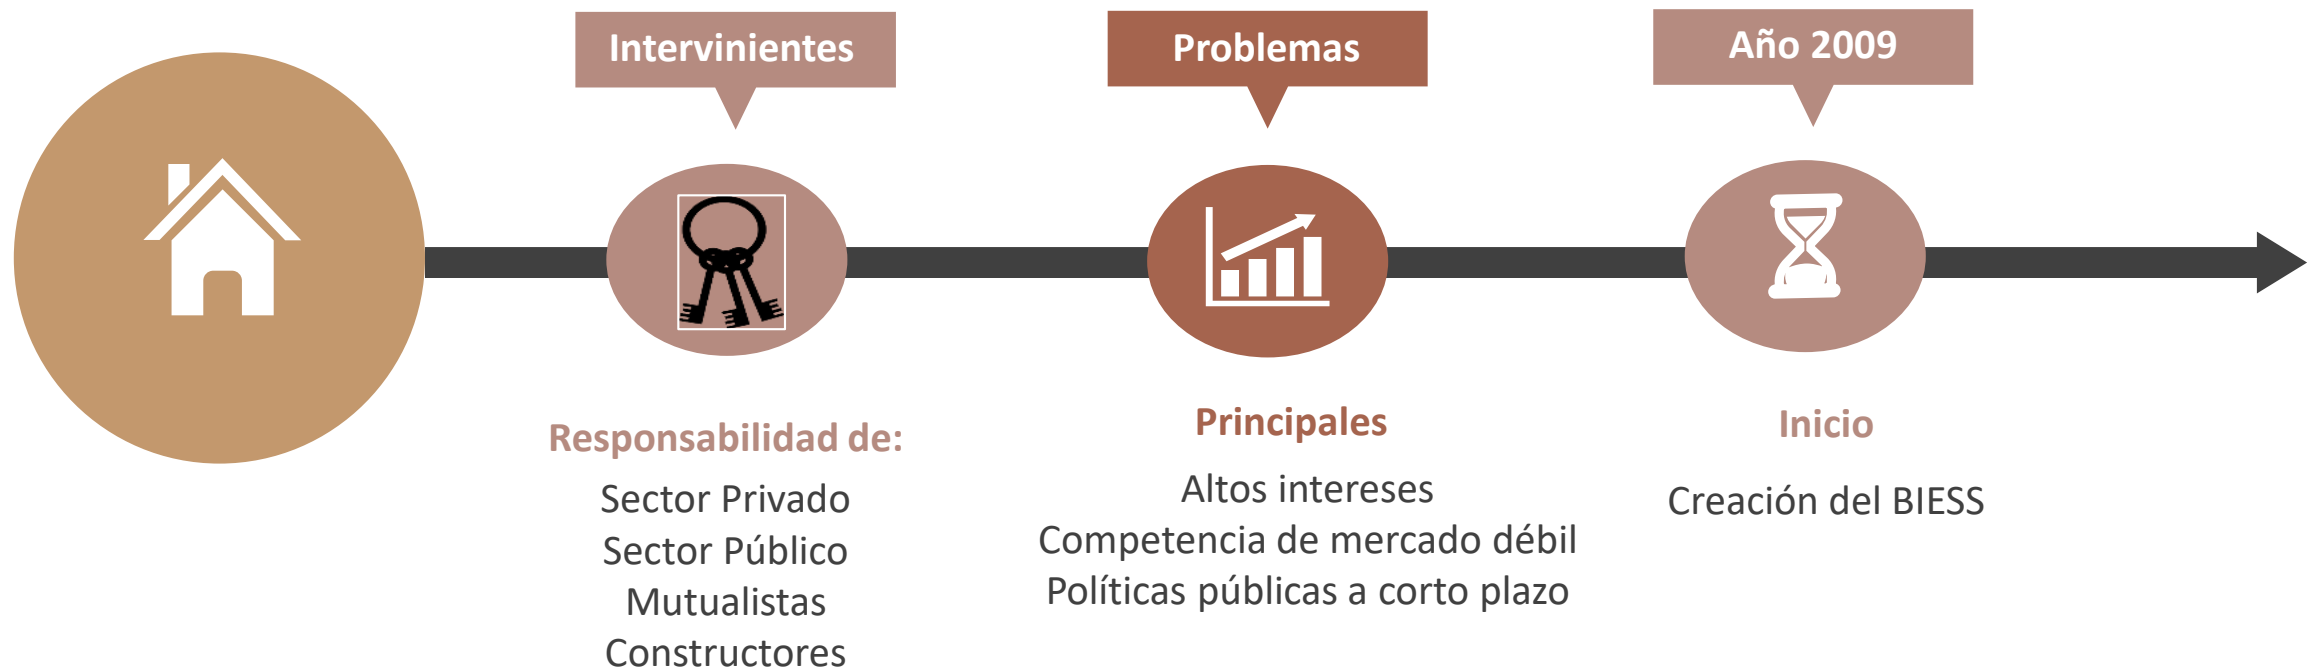 Intervinientes
Responsabilidad de:
Sector Privado
Sector Público
Mutualistas
Constructores
Problemas
Principales
Altos intereses
Competencia de mercado débil
Políticas públicas a corto plazo
Año 2009
Inicio
Creación del BIESS